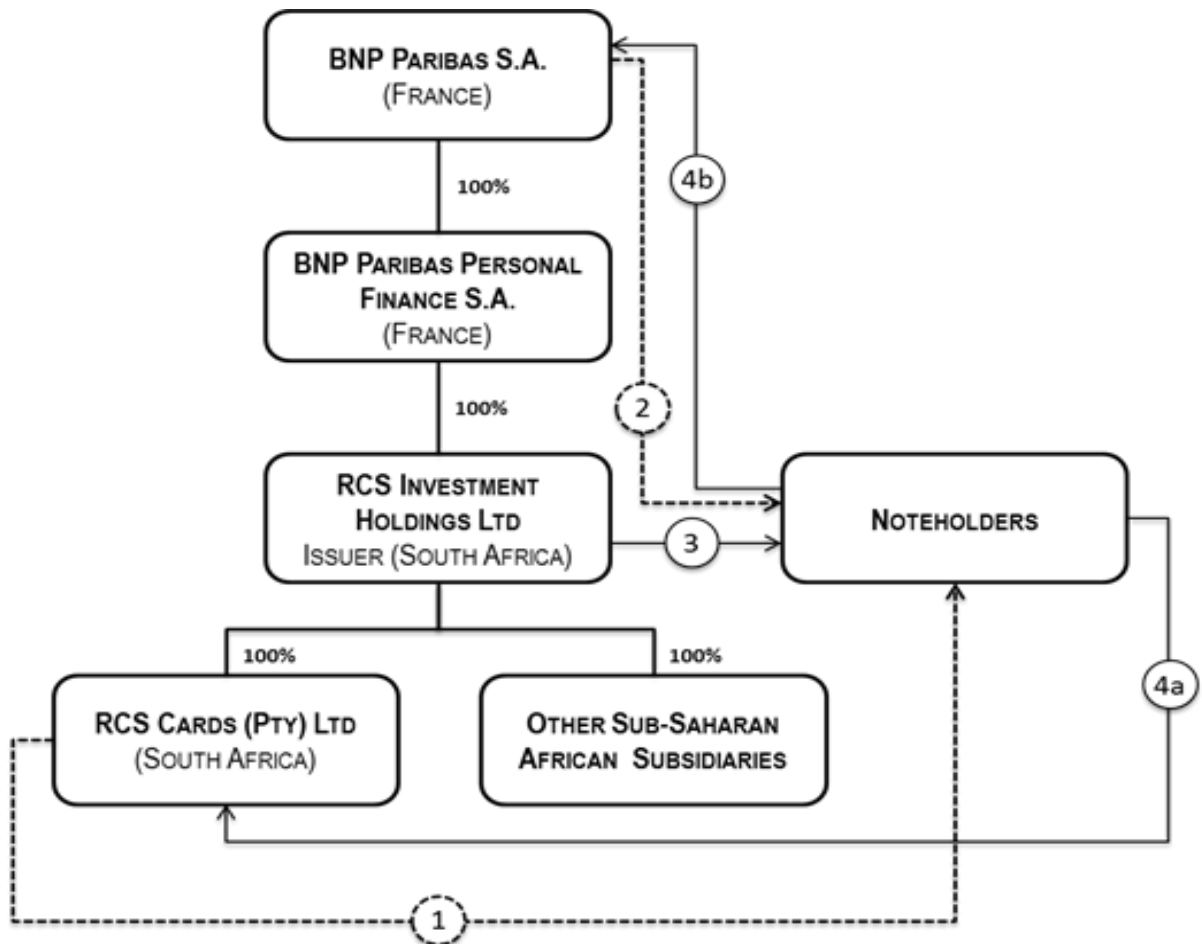 BNP PARIBAS S.A.
(FRANCE)
100%
4b
BNP PARIBAS PERSONAL
FINANCE S.A.
(FRANCE)
100%
2
RCS INVESTMENT
HOLDINGS LTD
ISSUER (SOUTH AFRICA)
3
NOTEHOLDERS
100%
100%
4a
RCS CARDS (PTY) LTD
(SOUTH AFRICA)
OTHER SUB-SAHARAN
AFRICAN SUBSIDIARIES
1